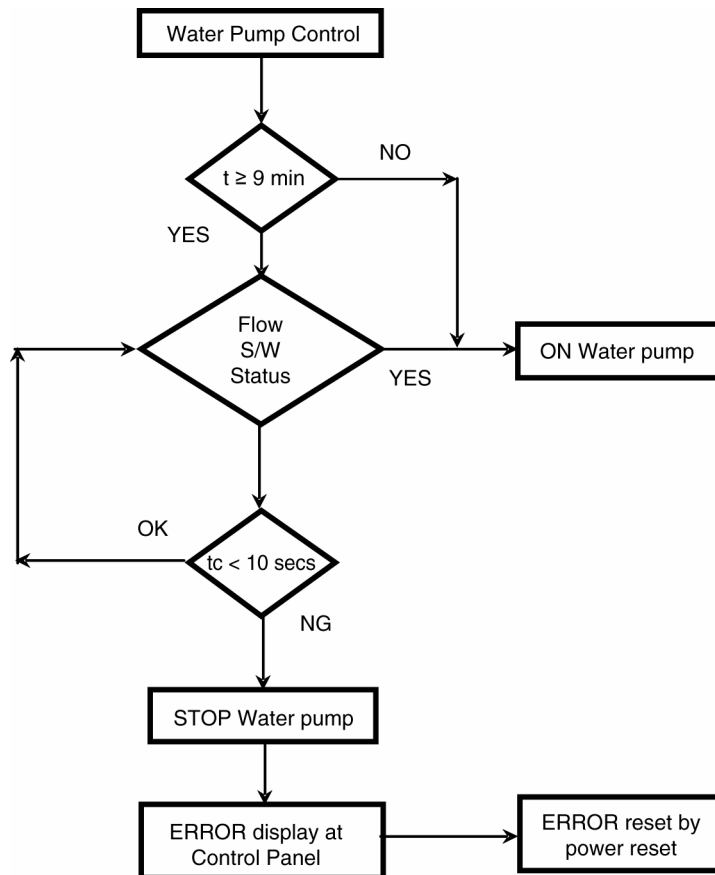 Water Pump Control
t ≥ 9 min
NO
YES
Flow
S/W
Status
YES
ON Water pump
OK
tc < 10 secs
NG
STOP Water pump
ERROR display at
Control Panel
ERROR reset by
power reset